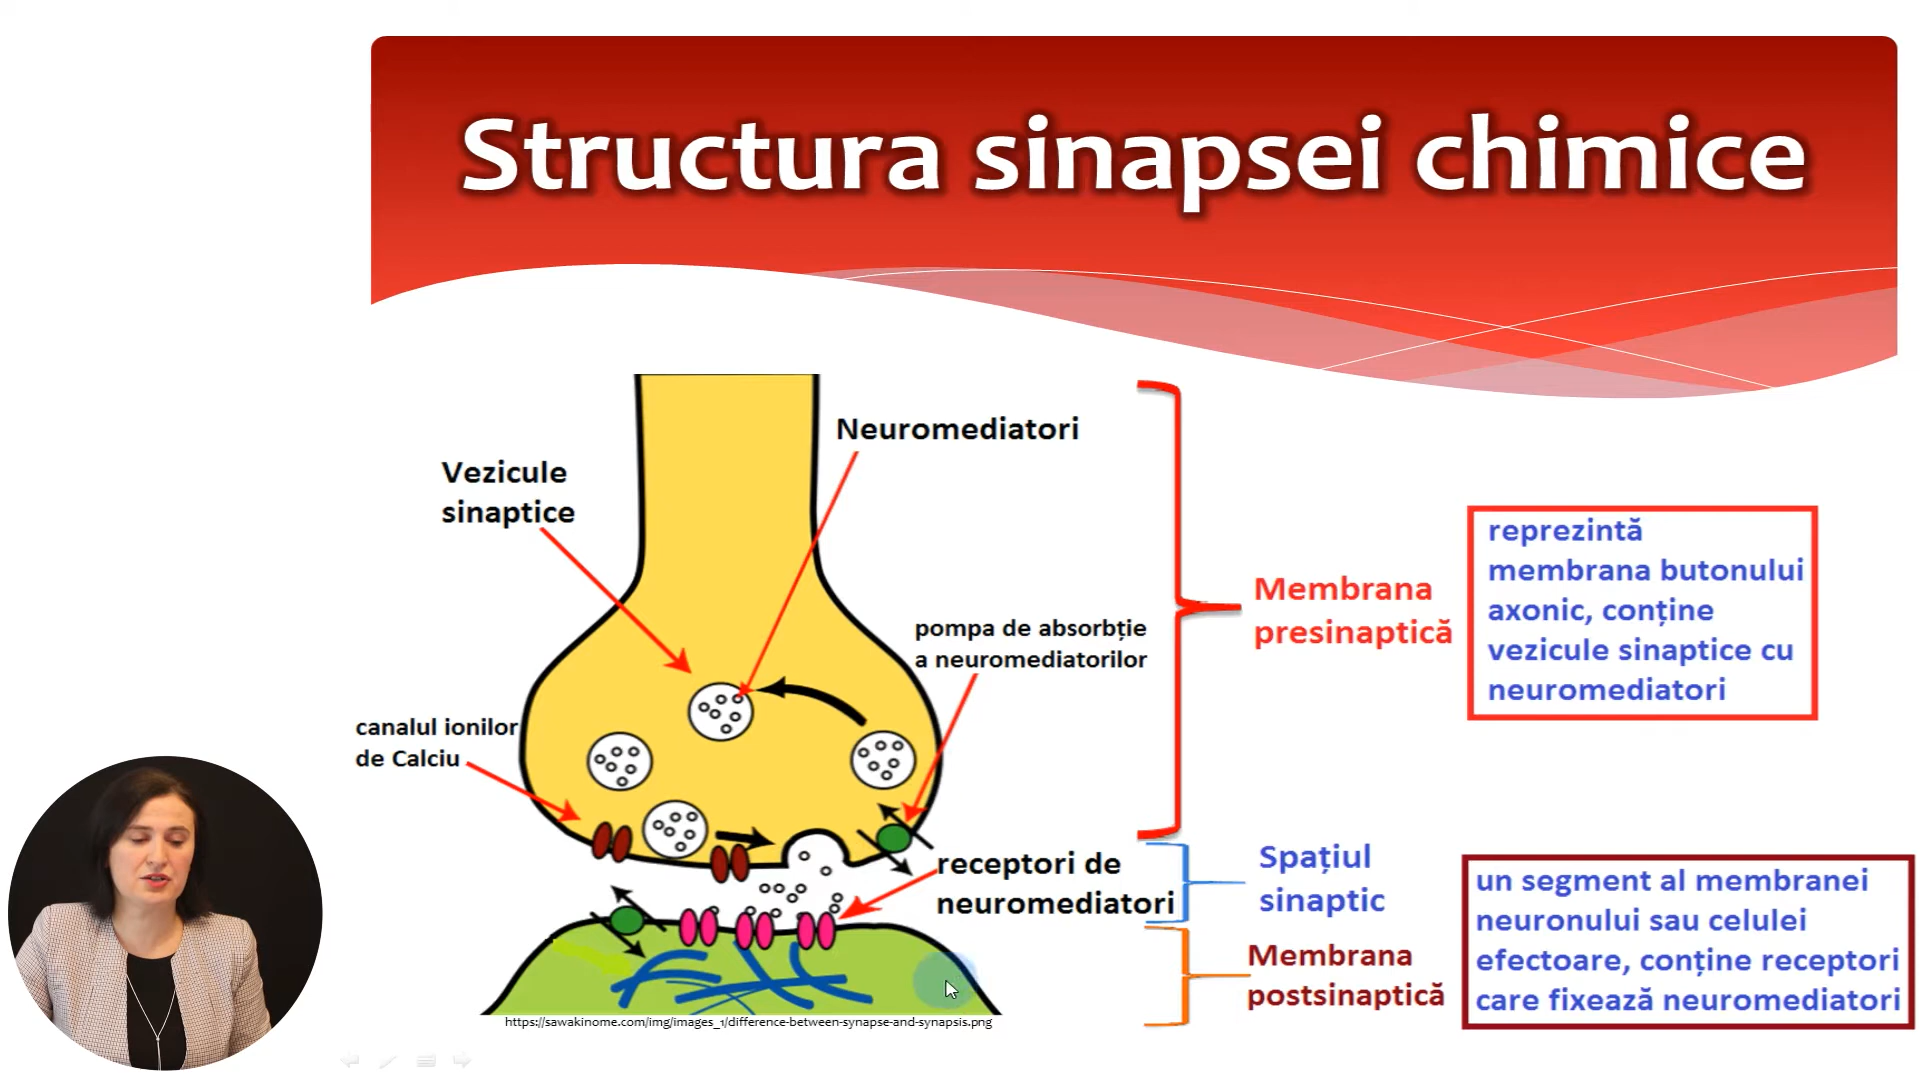 Structura sinapsei chimice
Neuromediatori
Vezicule
sinaptice
pompa de absorbție
a neuromediatorilor
canalul ionilor
de Calciu
receptori de
neuromediatori
Membrana
presinaptică
reprezintă
membrana butonului
axonic, conține
vezicule sinaptice cu
neuromediatori
Spațiul
sinaptic
Membrana
postsinaptică
un segment al membranei
neuronului sau celulei
efectoare, conține receptori
care fixează neuromediatori
https://sawakinome.com/img/images_1/difference-between-synapse-and-synapsis.png